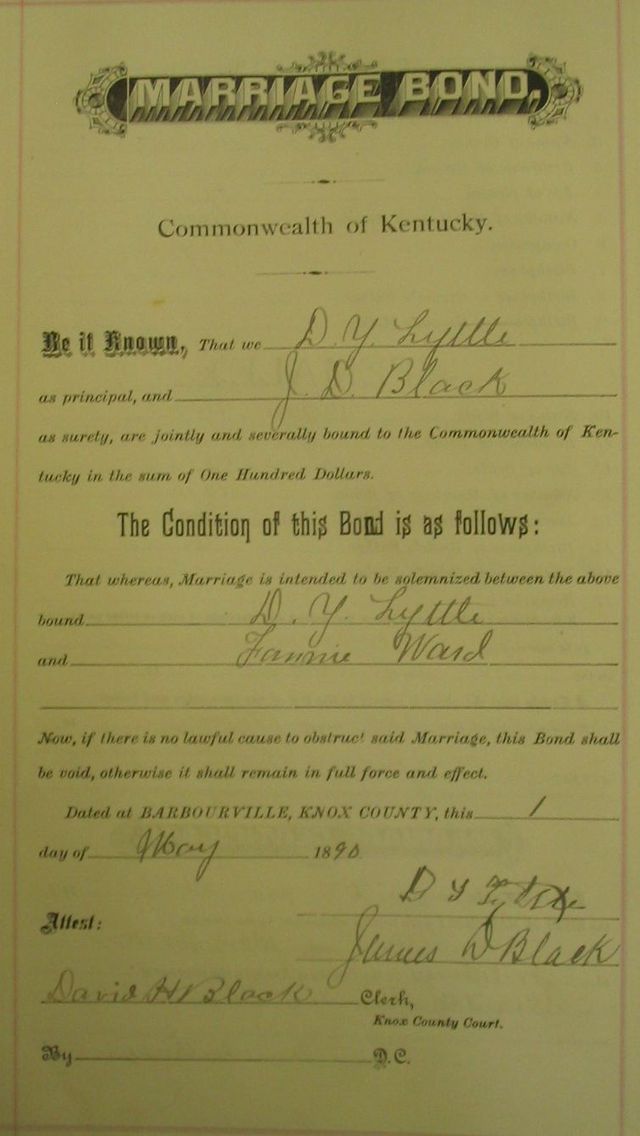 MARRIAGE BOND,
Commonwealth of Kentucky.
Be it Known, That we D. Y. Lyttle
as principal, and J. D. Black
as surety, are jointly and severally bound to the Commonwealth of Ken-
tucky in the sum of One Hundred Dollars.
The Condition of this Bond is as follows:
That whereas, Marriage is intended to be solemnized between the above
bound D. Y. Lyttle
and Fannie Ward
Now, if there is no lawful cause to obstruct said Marriage, this Bond shall
be void, otherwise it shall remain in full force and effect.
Dated at BARBOURVILLE, KNOX COUNTY, this 1
day of May 1890
D Y Lyttle
Attest:
James D Black
David H Black Clerk,
Knox County Court.
By D.C.